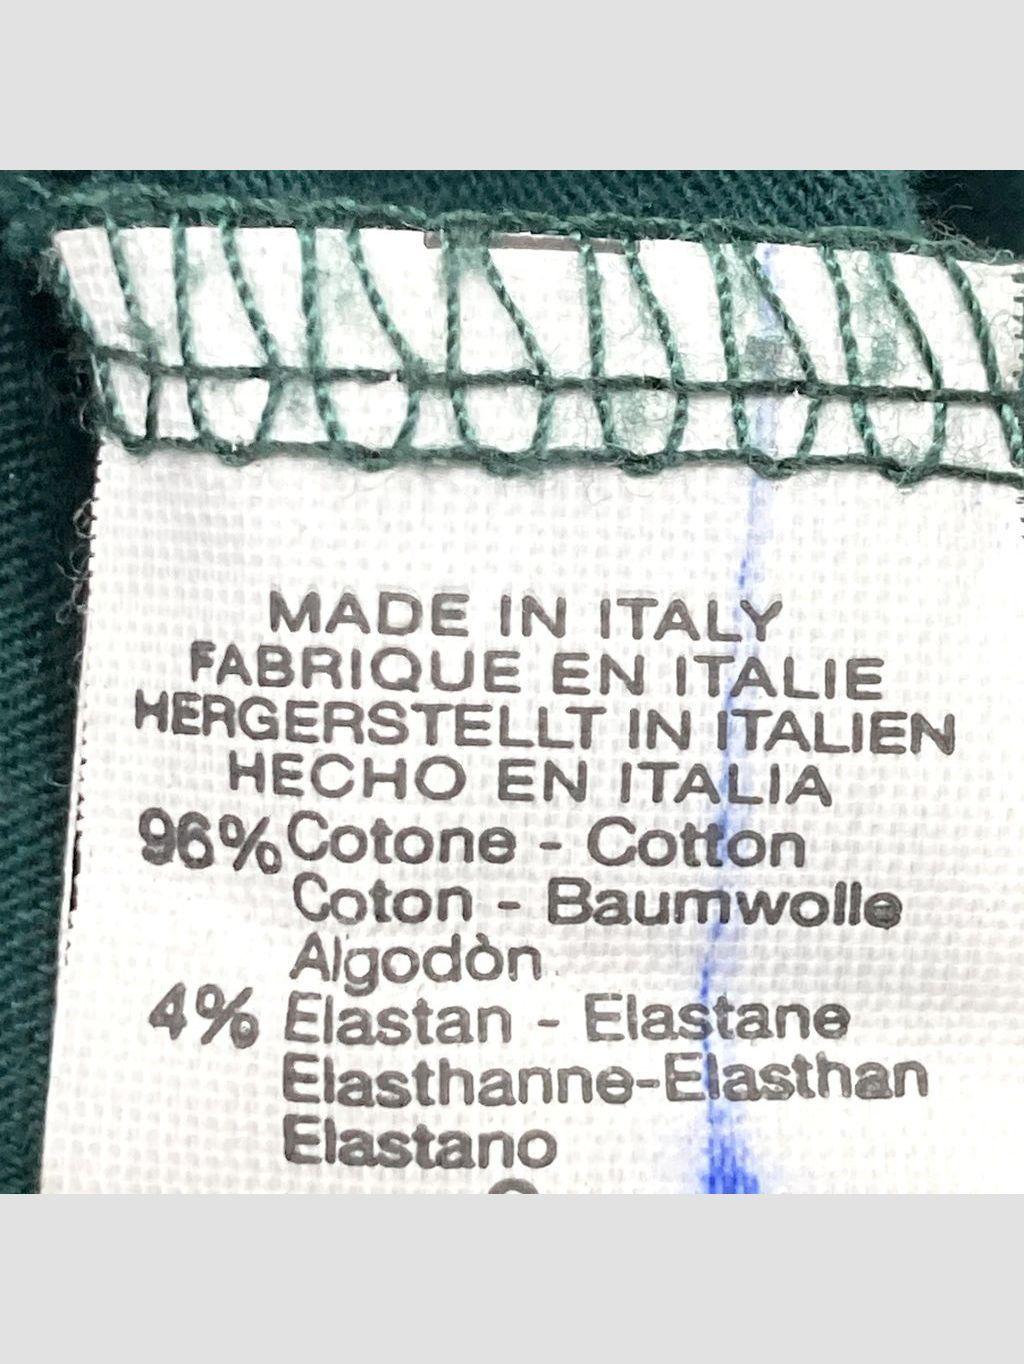 MADE IN ITALY
FABRIQUE EN ITALIE
HERGERSTELLT IN ITALIEN
HECHO EN ITALIA
96% Cotone - Cotton
Coton - Baumwolle
Algodòn
4% Elastan - Elastane
Elasthanne-Elasthan
Elastano